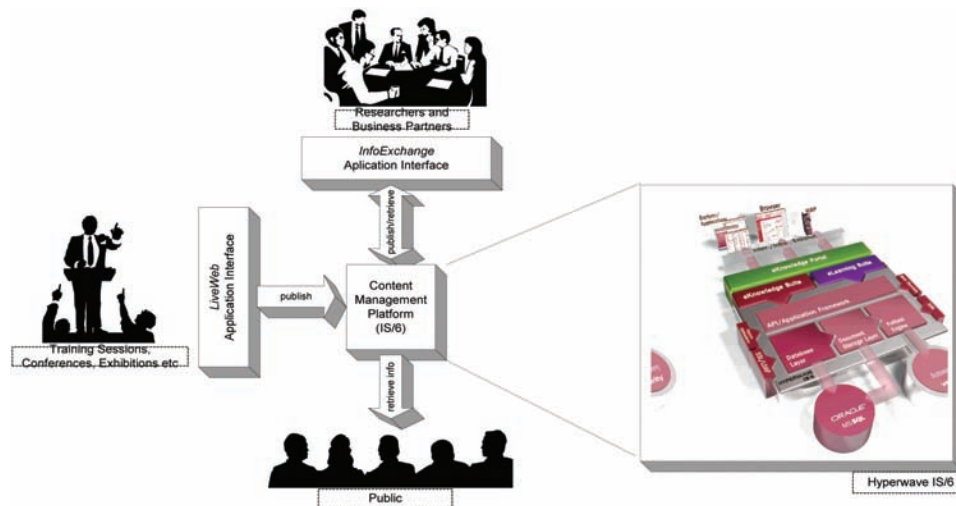 Researchers and
Business Partners
InfoExchange
Aplication Interface
publish/retrieve
LiveWeb
Application Interface
publish
Content
Management
Platform
(IS/6)
Training Sessions,
Conferences, Exhibitions etc
retrieve info
Public
Browser
eKnowledge Portal
eKnowledge Suite
eLearning Suite
API/Application Framework
Database
Layer
Document
Storage Layer
Engine
ORACLE
SQL
Hyperwave IS/6